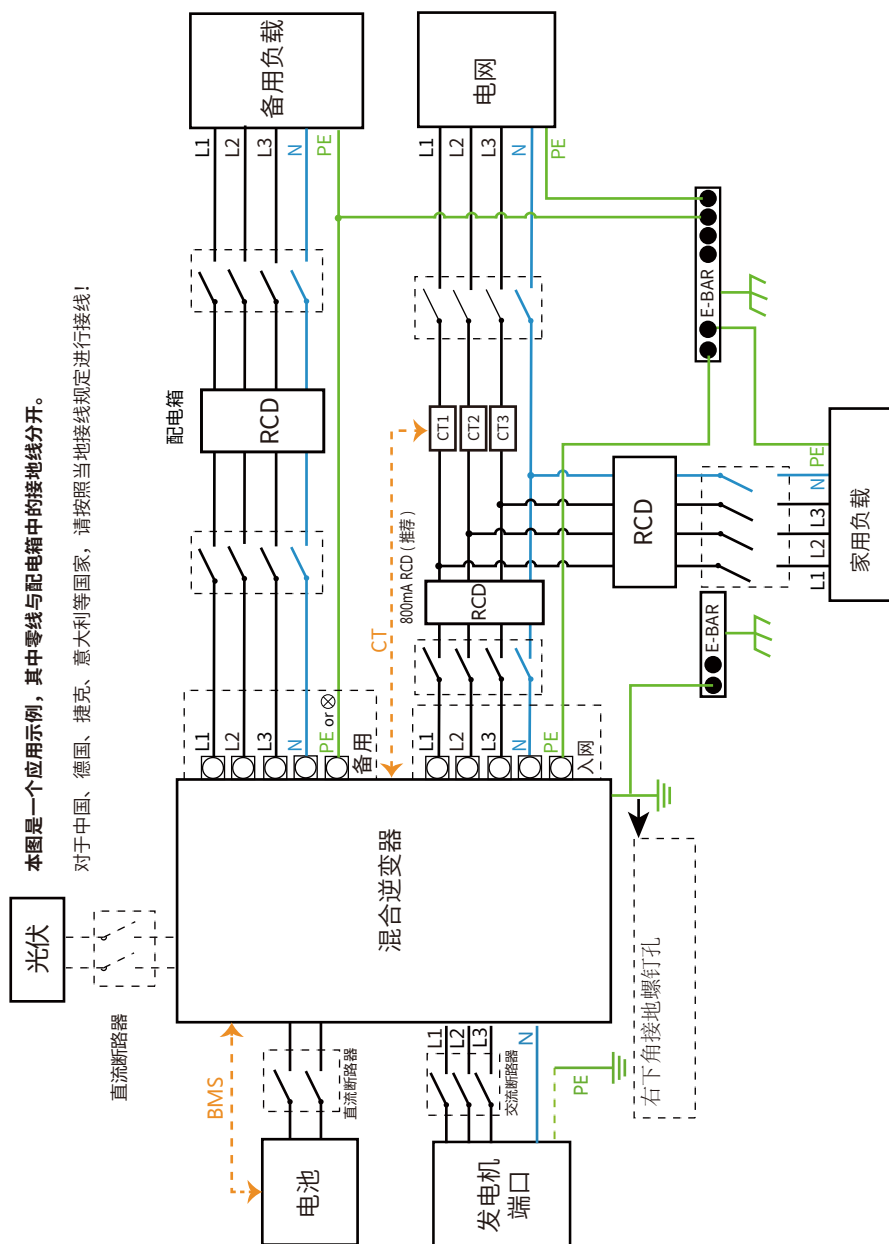 本图是一个应用示例，其中零线与配电箱中的接地线分开。
对于中国、德国、捷克、意大利等国家，请按照当地接线规定进行接线！
光伏
直流断路器
BMS
电池
直流断路器
混合逆变器
发电机
端口
L1
L2
L3
N
交流断路器
PE
右下角接地螺钉孔
L1
L2
L3
N
PE or ⊗
备用
配电箱
RCD
L1
L2
L3
N
PE
备用负载
CT
L1
L2
L3
N
PE
入网
800mA RCD ( 推荐 )
RCD
CT1
CT2
CT3
L1
L2
L3
N
PE
电网
E-BAR
E-BAR
RCD
L1
L2
L3
N
PE
家用负载